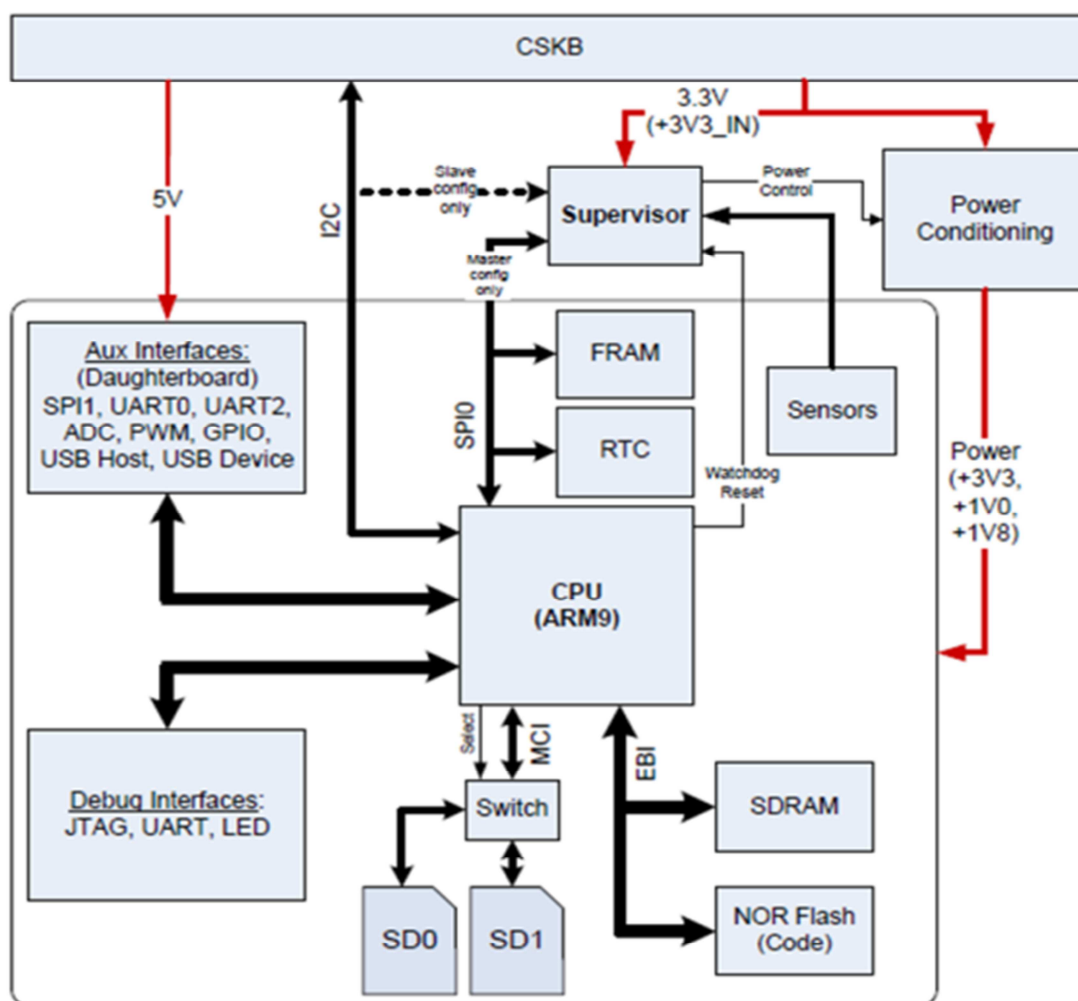 CSKB
3.3V
(+3V3_IN)
5V
I2C
Slave
config
only
Supervisor
Power
Control
Power
Conditioning
Master
config
only
Aux Interfaces:
(Daughterboard)
SPI1, UART0, UART2,
ADC, PWM, GPIO,
USB Host, USB Device
FRAM
SPI0
RTC
Sensors
Watchdog
Reset
Power
(+3V3,
+1V0,
+1V8)
CPU
(ARM9)
Select
MCI
EBI
Debug Interfaces:
JTAG, UART, LED
Switch
SDRAM
SD0
SD1
NOR Flash
(Code)